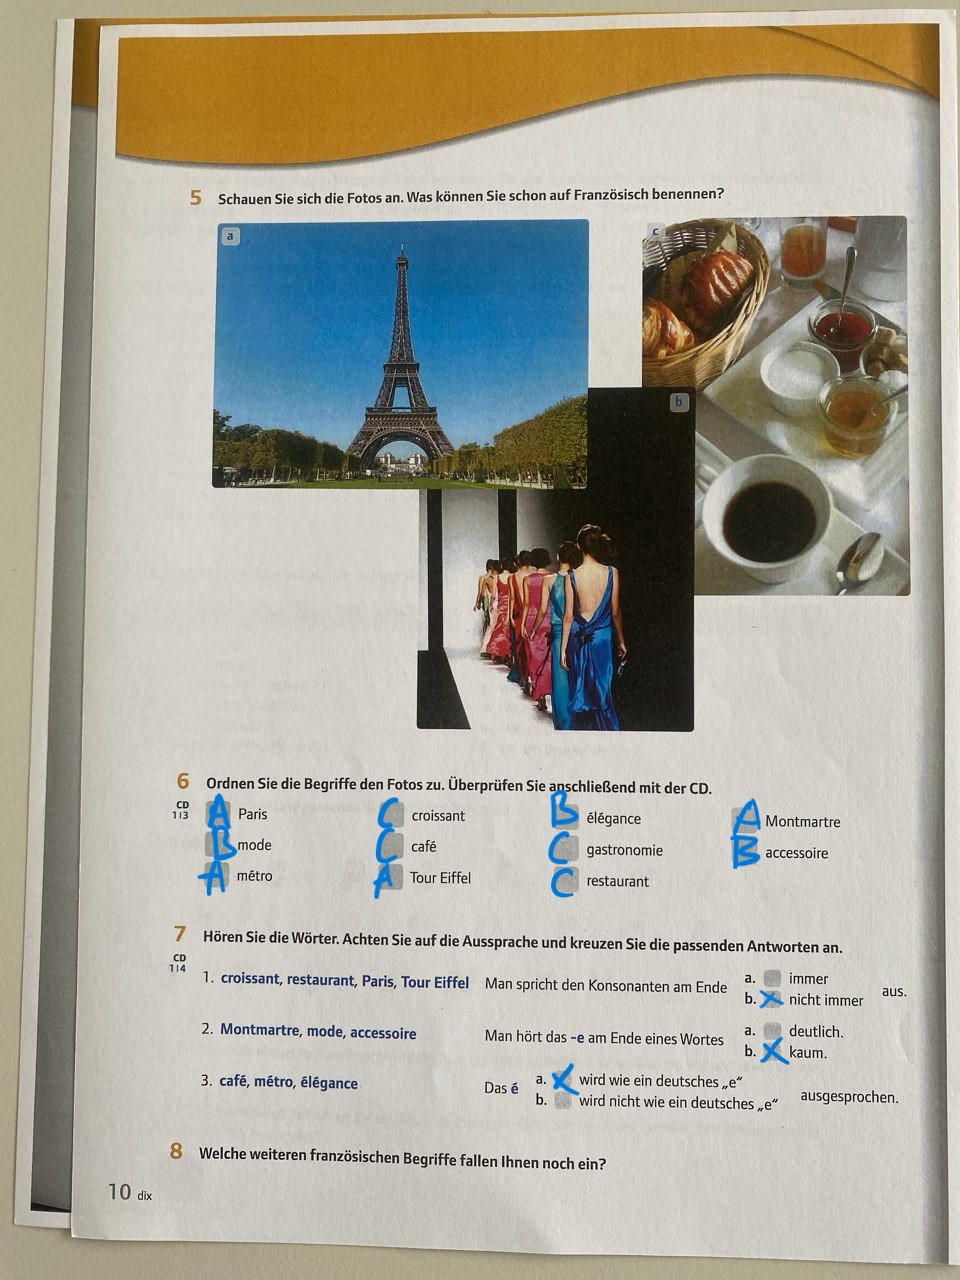 5 Schauen Sie sich die Fotos an. Was können Sie schon auf Französisch benennen?
a
c
b
6 Ordnen Sie die Begriffe den Fotos zu. Überprüfen Sie anschließend mit der CD.
CD
1|3
A Paris C croissant B élégance A Montmartre
B mode C café C gastronomie B accessoire
A métro A Tour Eiffel C restaurant
7 Hören Sie die Wörter. Achten Sie auf die Aussprache und kreuzen Sie die passenden Antworten an.
CD
1|4
1. croissant, restaurant, Paris, Tour Eiffel Man spricht den Konsonanten am Ende a. immer
b. X nicht immer aus.
2. Montmartre, mode, accessoire Man hört das -e am Ende eines Wortes a. deutlich.
b. X kaum.
3. café, métro, élégance Das é a. X wird wie ein deutsches „e“
b. wird nicht wie ein deutsches „e“ ausgesprochen.
8 Welche weiteren französischen Begriffe fallen Ihnen noch ein?
10 dix